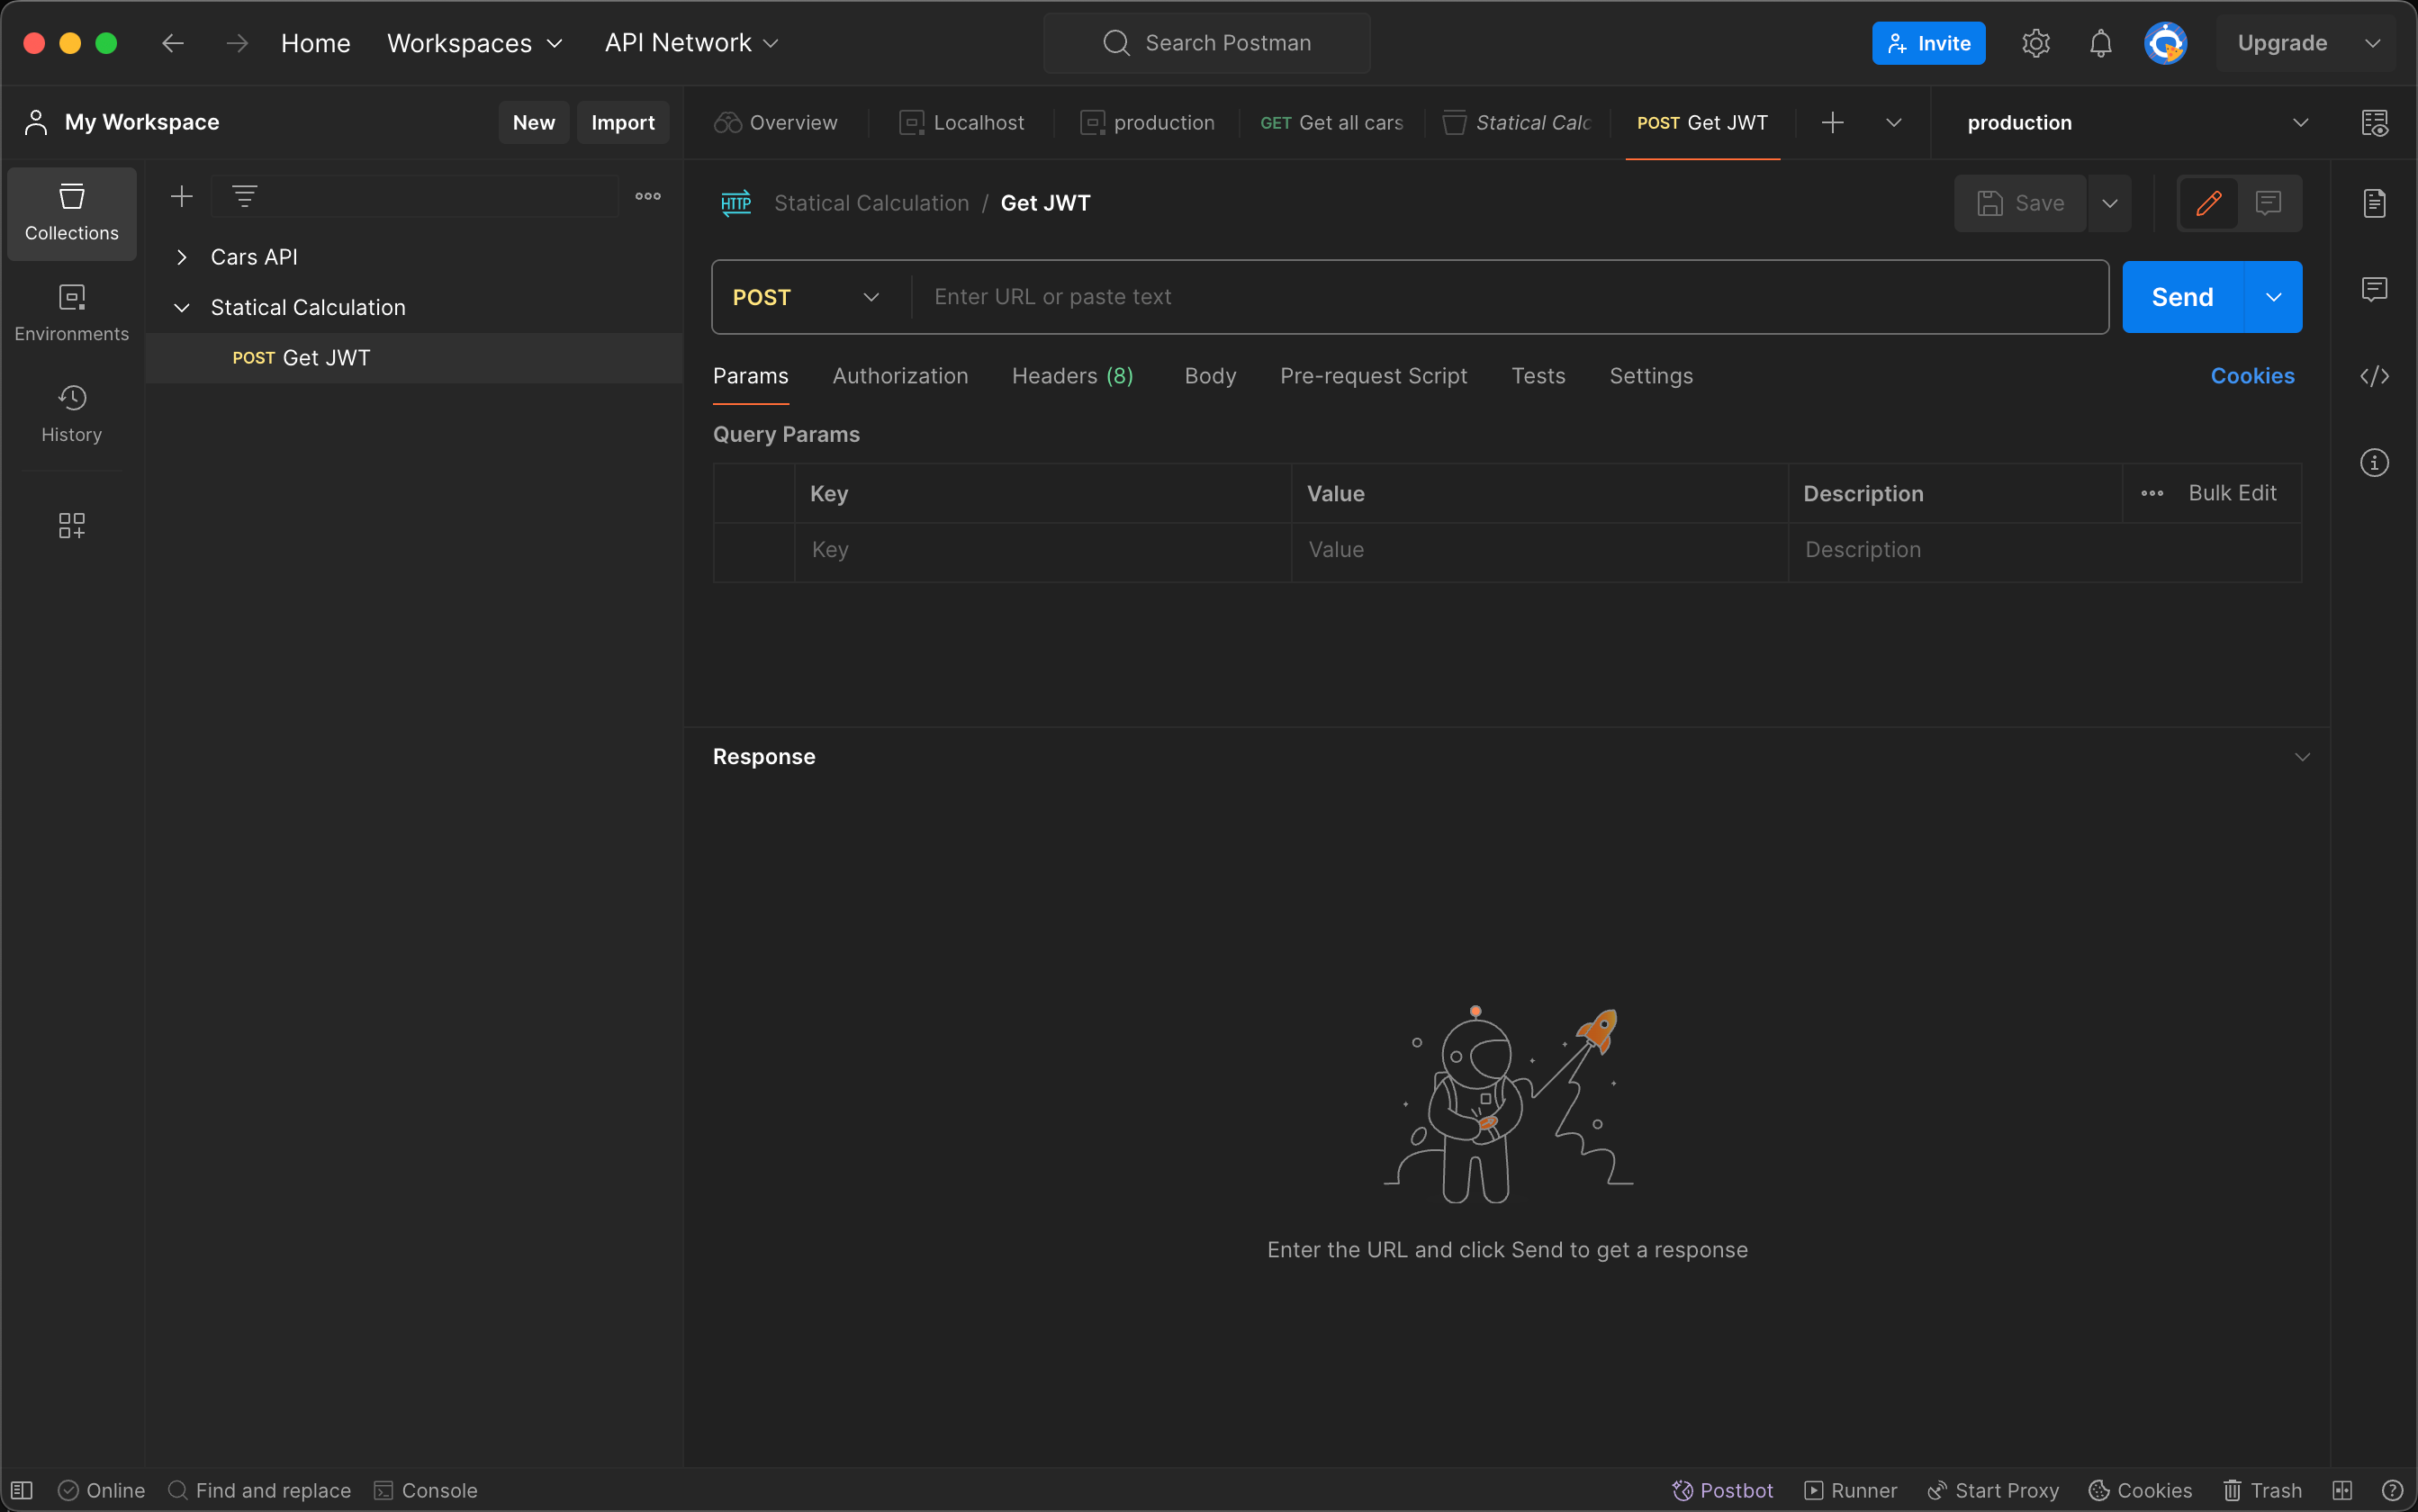 Home Workspaces API Network Search Postman Invite Upgrade
My Workspace New Import Overview Localhost production GET Get all cars Statical Calc POST Get JWT production
Collections
Environments
History
Cars API
Statical Calculation
POST Get JWT
HTTP Statical Calculation / Get JWT Save
POST Enter URL or paste text Send
Params Authorization Headers (8) Body Pre-request Script Tests Settings Cookies
Query Params
Key Value Description Bulk Edit
Key Value Description
Response
Enter the URL and click Send to get a response
Online Find and replace Console Postbot Runner Start Proxy Cookies Trash